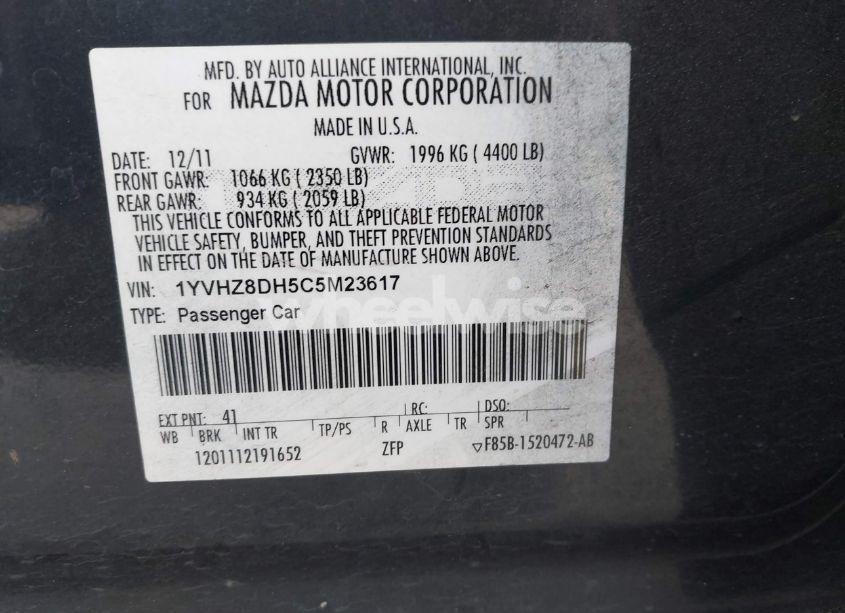 MFD. BY AUTO ALLIANCE INTERNATIONAL, INC.
FOR MAZDA MOTOR CORPORATION
MADE IN U.S.A.
DATE: 12/11 GVWR: 1996 KG ( 4400 LB)
FRONT GAWR: 1066 KG ( 2350 LB)
REAR GAWR: 934 KG ( 2059 LB)
THIS VEHICLE CONFORMS TO ALL APPLICABLE FEDERAL MOTOR
VEHICLE SAFETY, BUMPER, AND THEFT PREVENTION STANDARDS
IN EFFECT ON THE DATE OF MANUFACTURE SHOWN ABOVE.
VIN: 1YVHZ8DH5C5M23617
TYPE: Passenger Car
wheelwise
EXT PNT: 41 RC: DSO:
WB BRK INT TR TP/PS R AXLE TR SPR
1201112191652 ZFP ▽F85B-1520472-AB